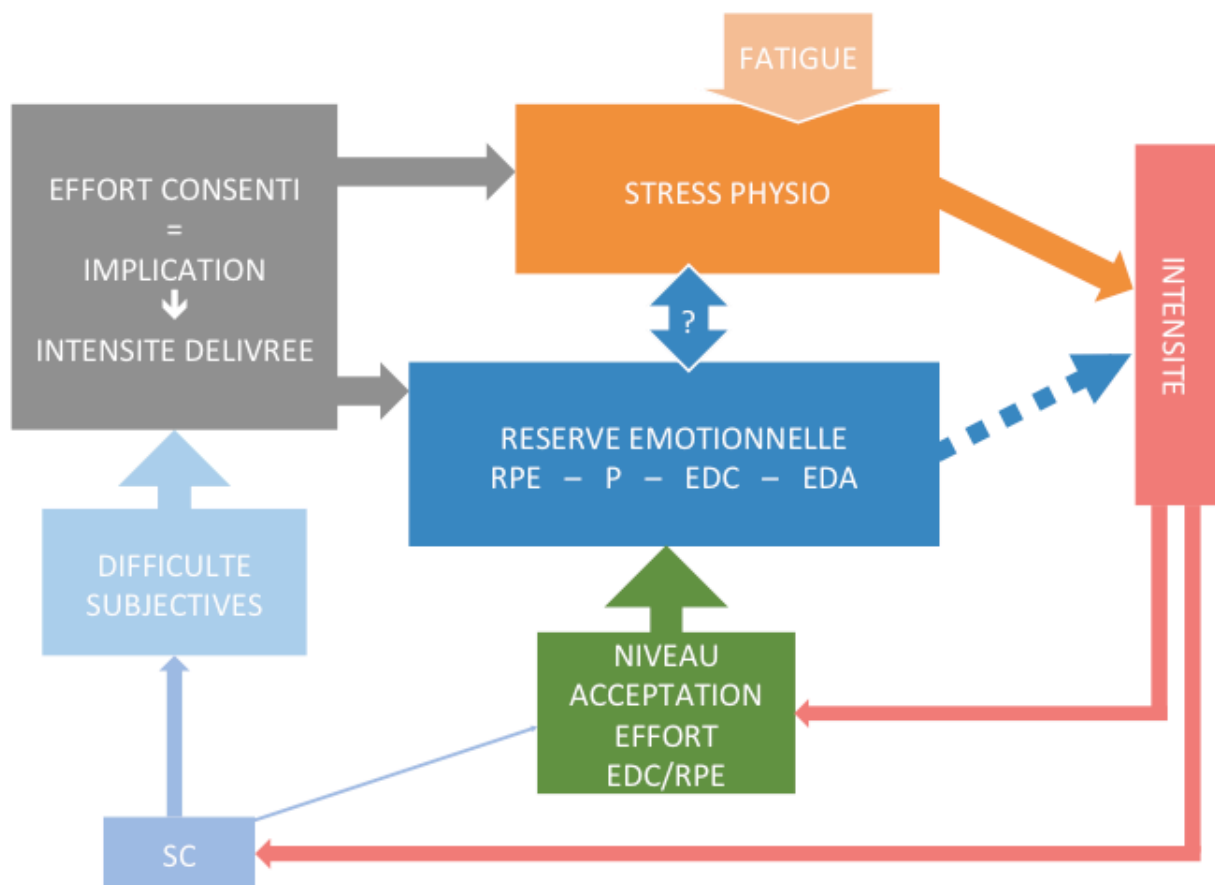 FATIGUE
EFFORT CONSENTI
=
IMPLICATION
INTENSITE DELIVREE
STRESS PHYSIO
INTENSITE
?
RESERVE EMOTIONNELLE
RPE – P – EDC – EDA
DIFFICULTE
SUBJECTIVES
NIVEAU
ACCEPTATION
EFFORT
EDC/RPE
SC